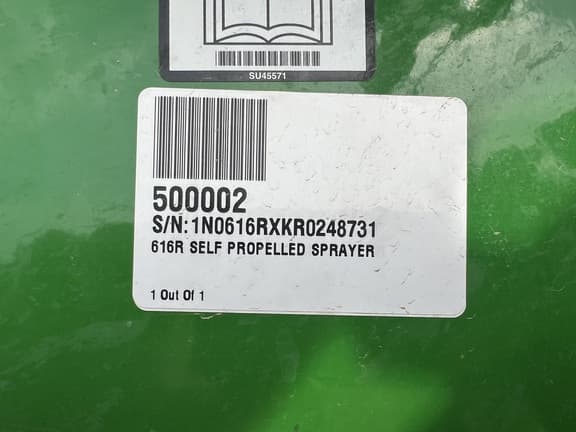 SU45571
500002
S/N:1N0616RXKR0248731
616R SELF PROPELLED SPRAYER
1 Out Of 1